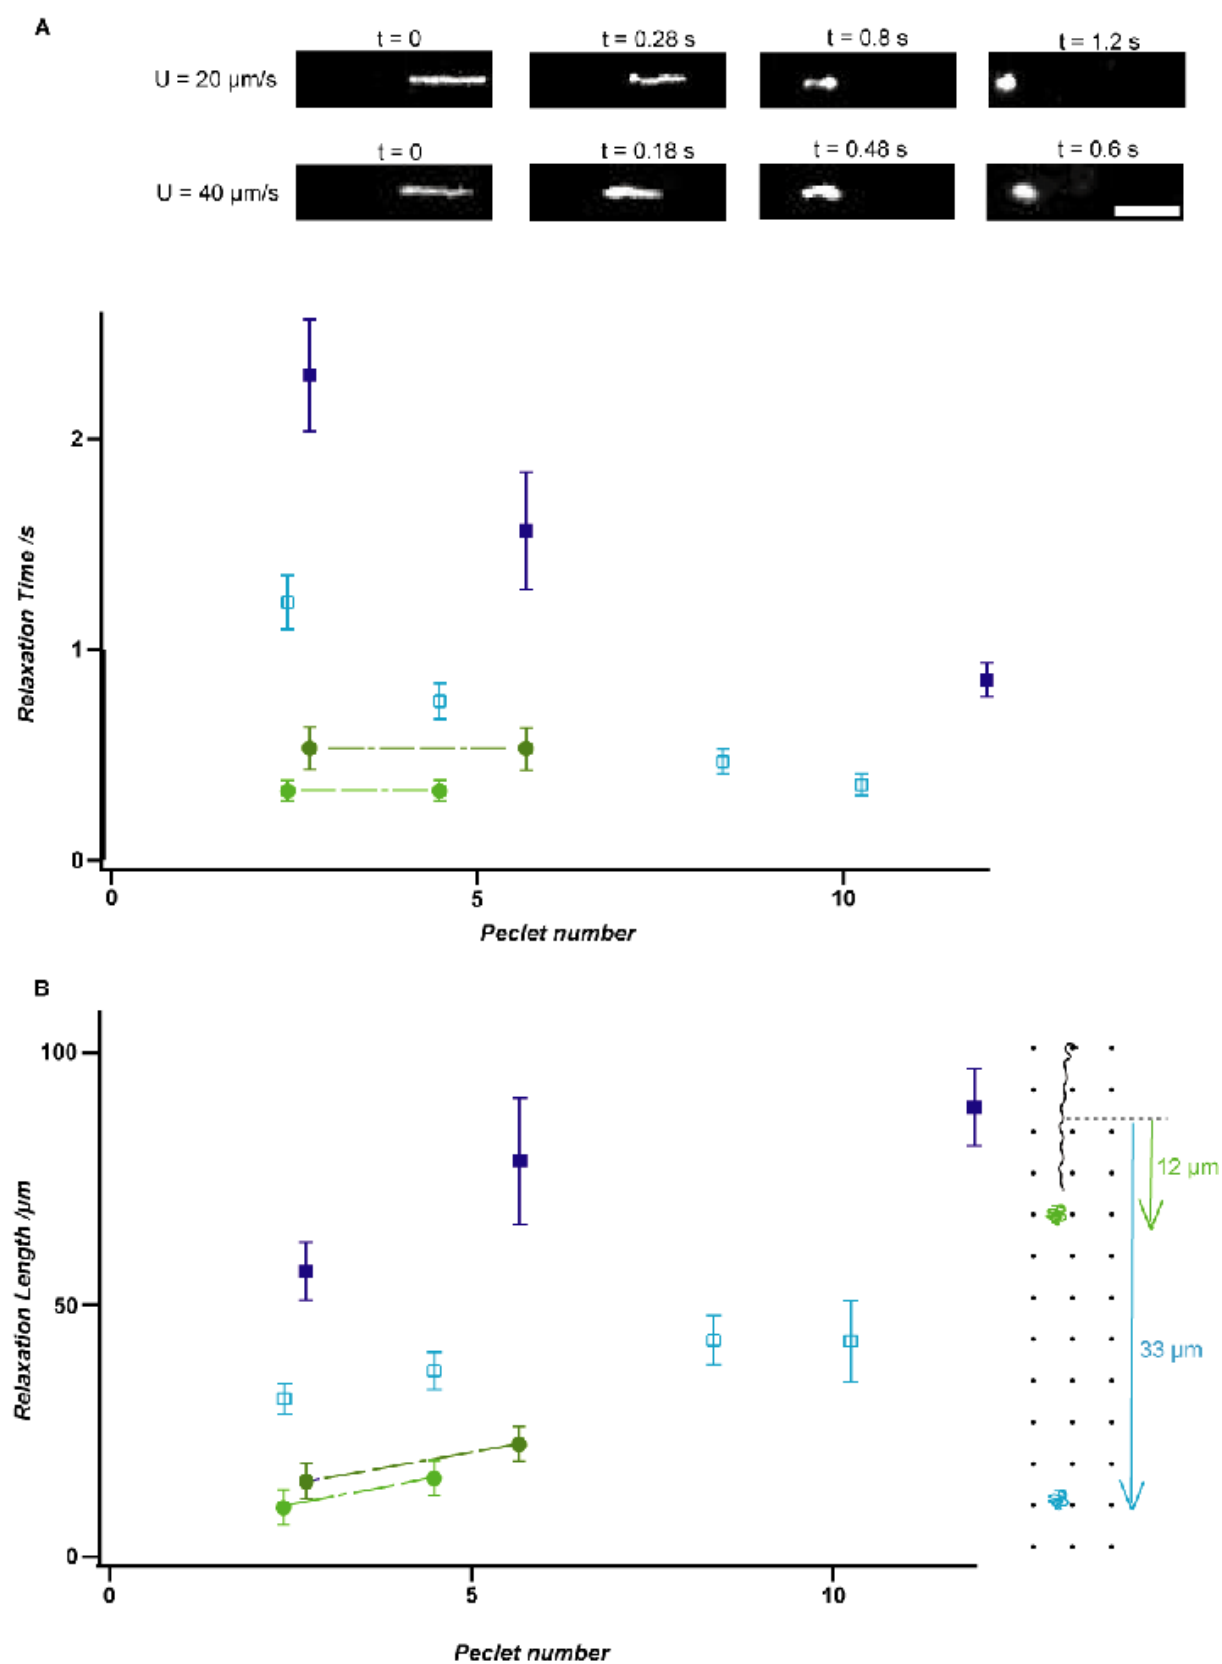 A
t = 0 t = 0.28 s t = 0.8 s t = 1.2 s
U = 20 µm/s
t = 0 t = 0.18 s t = 0.48 s t = 0.6 s
U = 40 µm/s
2
1
0
Relaxation Time /s
0 5 10
Peclet number
B
100
50
0
Relaxation Length /µm
0 5 10
Peclet number
12 µm
33 µm